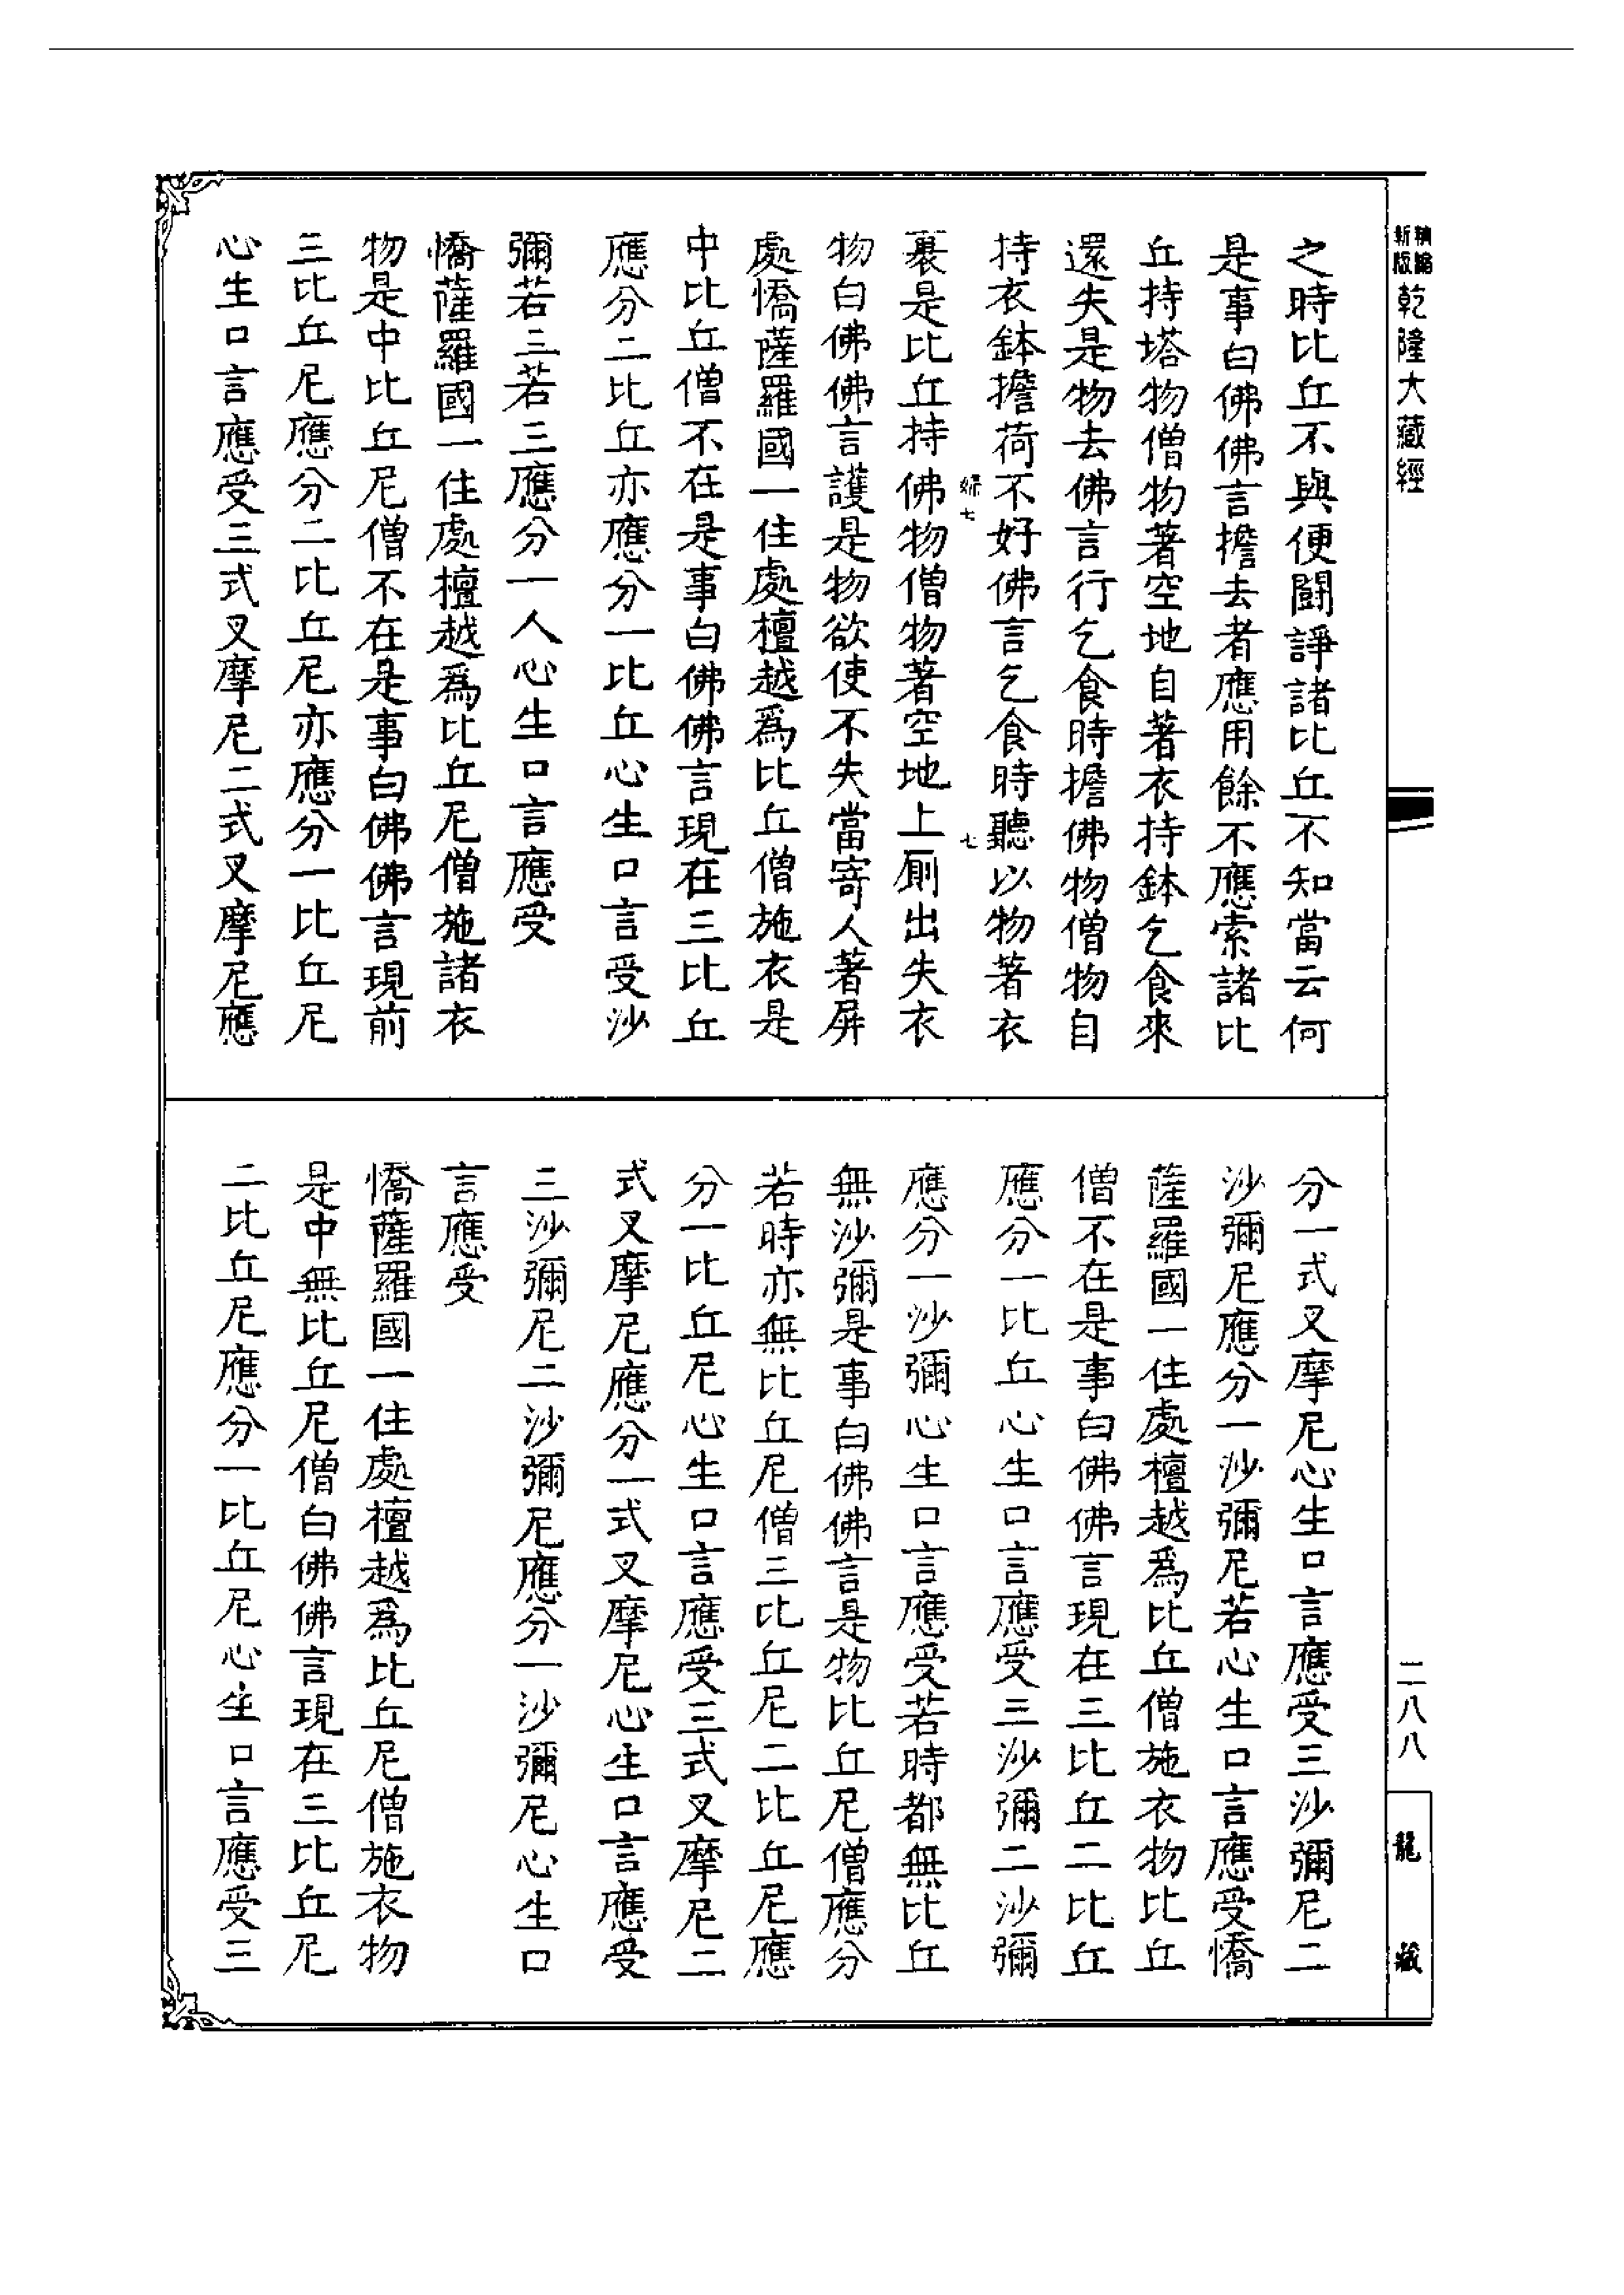 新版
精編
乾隆大藏經
之時比丘不與便鬪諍諸比丘不知當云何
是事白佛佛言擔去者應用餘不應索諸比
丘持塔物僧物著空地自著衣持鉢乞食來
還失是物去佛言行乞食時擔佛物僧物自
持衣鉢擔荷不好佛言乞食時聽以物著衣
婦七
七
裹是比丘持佛物僧物著空地上厠出失衣
物白佛佛言護是物欲使不失當寄人著屏
處憍薩羅國一住處檀越爲比丘僧施衣是
中比丘僧不在是事白佛佛言現在三比丘
應分二比丘亦應分一比丘心生口言受沙
彌若三若三應分一人心生口言應受
憍薩羅國一住處檀越爲比丘尼僧施諸衣
物是中比丘尼僧不在是事白佛佛言現前
三比丘尼應分二比丘尼亦應分一比丘尼
心生口言應受三式叉摩尼二式叉摩尼應
分一式叉摩尼心生口言應受三沙彌尼二
沙彌尼應分一沙彌尼若心生口言應受憍
薩羅國一住處檀越爲比丘僧施衣物比丘
僧不在是事白佛佛言現在三比丘二比丘
應分一比丘心生口言應受三沙彌二沙彌
應分一沙彌心生口言應受若時都無比丘
無沙彌是事白佛佛言是物比丘尼僧應分
若時亦無比丘尼僧三比丘尼二比丘尼應
分一比丘尼心生口言應受三式叉摩尼二
式叉摩尼應分一式叉摩尼心生口言應受
三沙彌尼二沙彌尼應分一沙彌尼心生口
言應受
憍薩羅國一住處檀越爲比丘尼僧施衣物
是中無比丘尼僧白佛佛言現在三比丘尼
二比丘尼應分一比丘尼心生口言應受三
二八八
龍藏